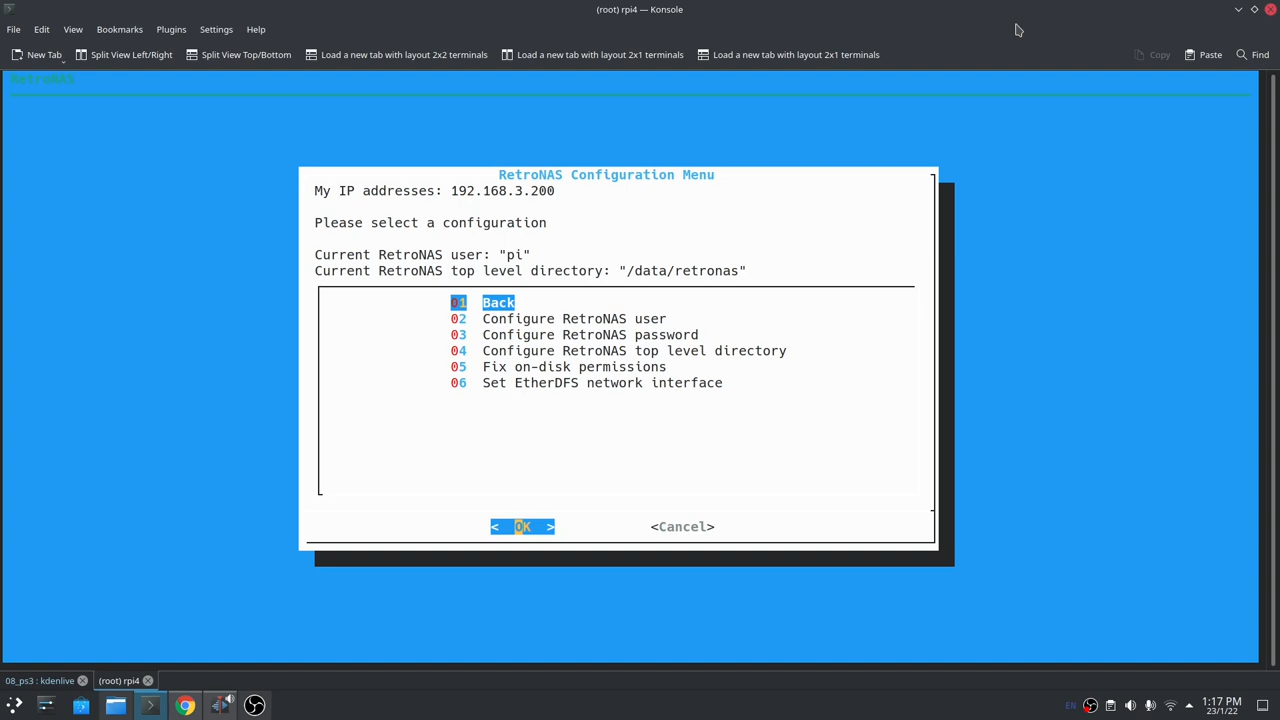 (root) rpi4 — Konsole
File Edit View Bookmarks Plugins Settings Help
New Tab Split View Left/Right Split View Top/Bottom Load a new tab with layout 2x2 terminals Load a new tab with layout 2x1 terminals Load a new tab with layout 2x1 terminals Copy Paste Find
RetroNAS
RetroNAS Configuration Menu
My IP addresses: 192.168.3.200
Please select a configuration
Current RetroNAS user: "pi"
Current RetroNAS top level directory: "/data/retronas"
01 Back
02 Configure RetroNAS user
03 Configure RetroNAS password
04 Configure RetroNAS top level directory
05 Fix on-disk permissions
06 Set EtherDFS network interface
< OK > <Cancel>
08_ps3 : kdenlive (root) rpi4
EN 1:17 PM
23/1/22